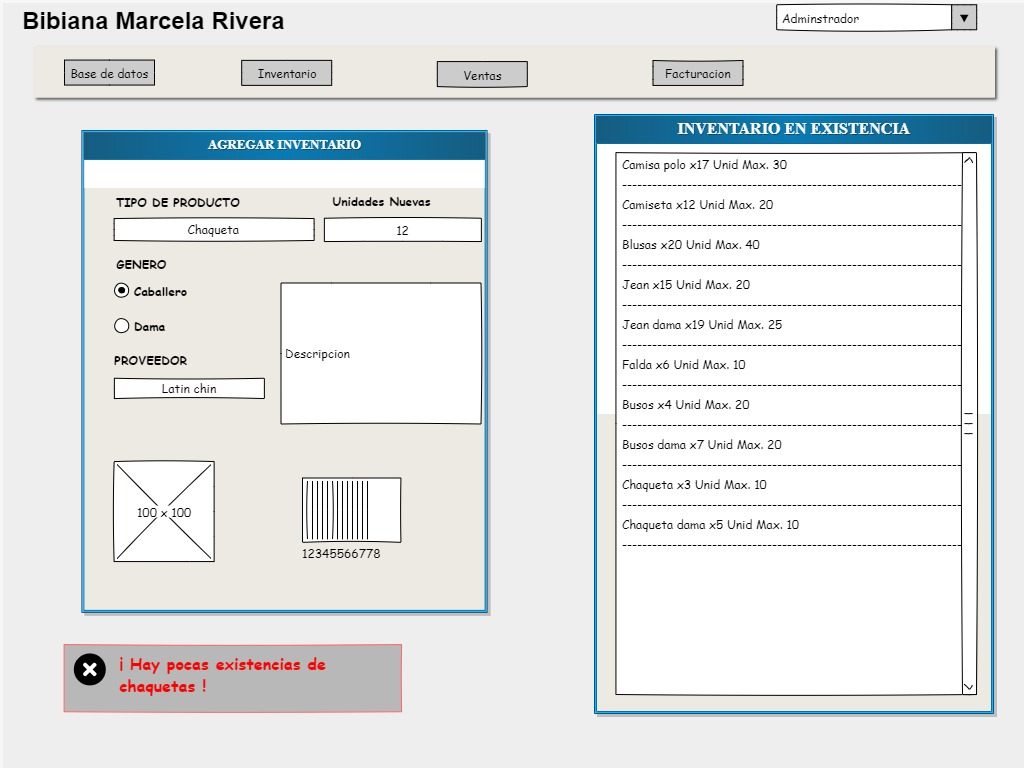 Bibiana Marcela Rivera
Adminstrador
Base de datos
Inventario
Ventas
Facturacion
AGREGAR INVENTARIO
TIPO DE PRODUCTO
Unidades Nuevas
Chaqueta
12
GENERO
Caballero
Dama
Descripcion
PROVEEDOR
Latin chin
100 x 100
12345566778
¡ Hay pocas existencias de
chaquetas !
INVENTARIO EN EXISTENCIA
Camisa polo x17 Unid Max. 30
Camiseta x12 Unid Max. 20
Blusas x20 Unid Max. 40
Jean x15 Unid Max. 20
Jean dama x19 Unid Max. 25
Falda x6 Unid Max. 10
Busos x4 Unid Max. 20
Busos dama x7 Unid Max. 20
Chaqueta x3 Unid Max. 10
Chaqueta dama x5 Unid Max. 10